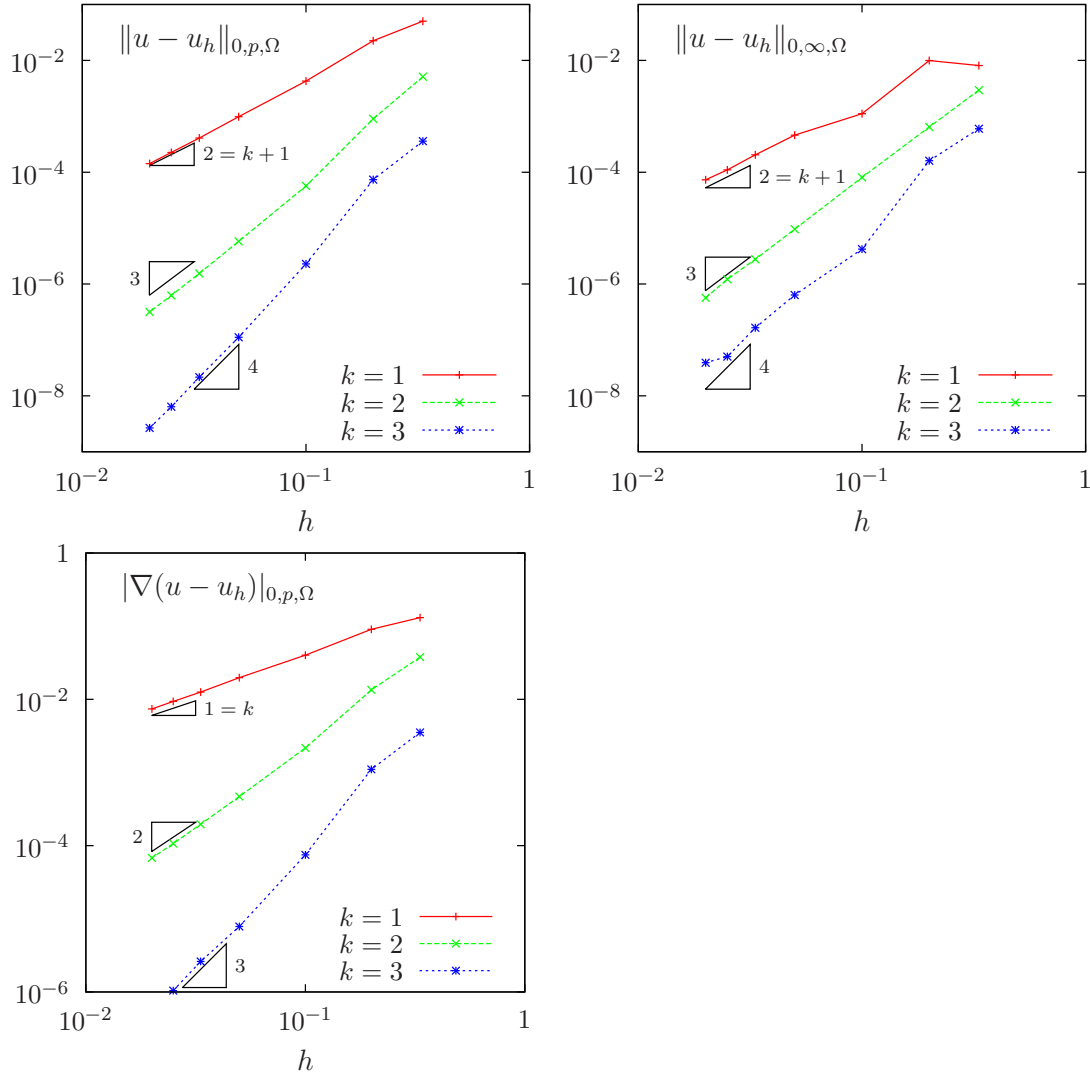 ‖u − u_h‖_{0,p,Ω}
10^{−2}
10^{−4}
10^{−6}
10^{−8}
2 = k + 1
3
4
k = 1
k = 2
k = 3
10^{−2}
10^{−1}
1
h
‖u − u_h‖_{0,∞,Ω}
10^{−2}
10^{−4}
10^{−6}
10^{−8}
2 = k + 1
3
4
k = 1
k = 2
k = 3
10^{−2}
10^{−1}
1
h
|∇(u − u_h)|_{0,p,Ω}
1
10^{−2}
10^{−4}
10^{−6}
1 = k
2
3
k = 1
k = 2
k = 3
10^{−2}
10^{−1}
1
h